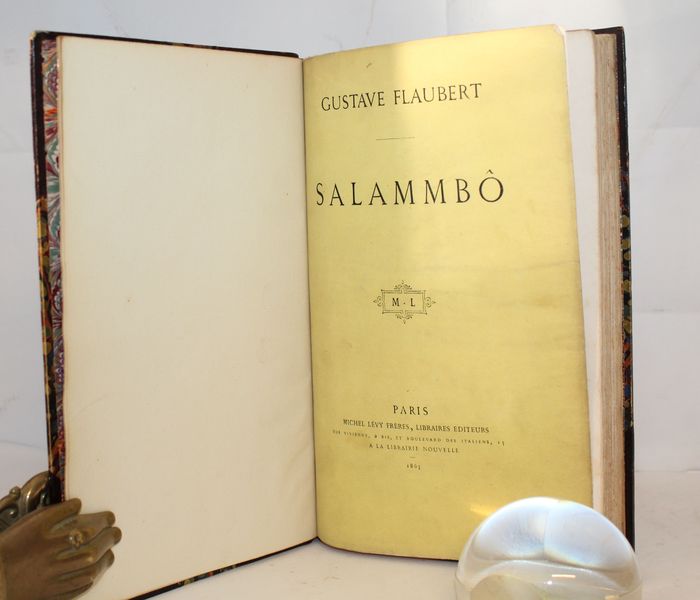 GUSTAVE FLAUBERT
SALAMMBÔ
M · L
PARIS
MICHEL LÉVY FRÈRES, LIBRAIRES ÉDITEURS
RUE VIVIENNE, 2 BIS, ET BOULEVARD DES ITALIENS, 15
A LA LIBRAIRIE NOUVELLE
1863